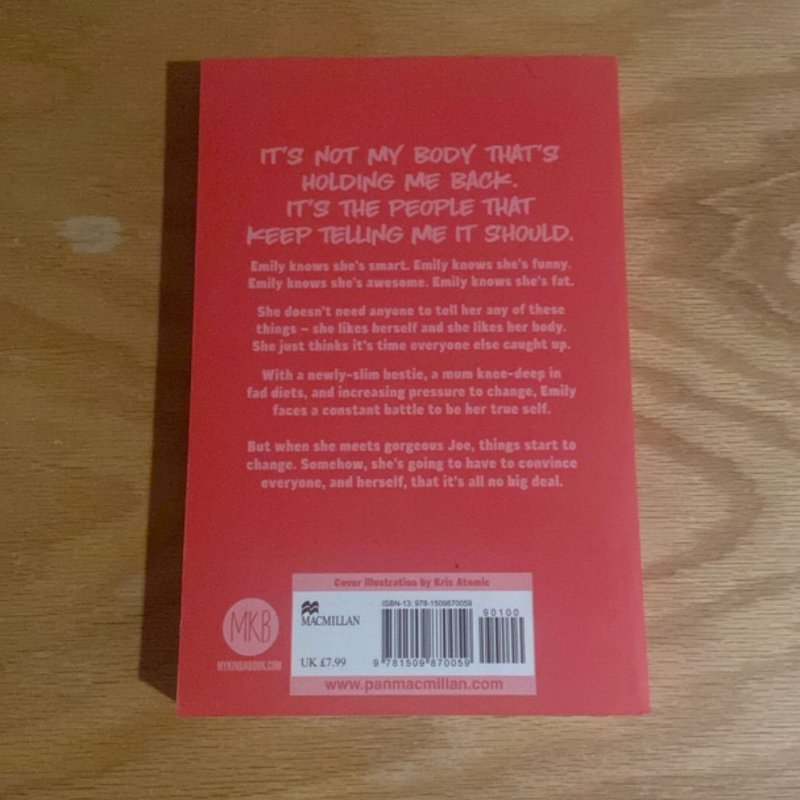 IT'S NOT MY BODY THAT'S
HOLDING ME BACK.
IT'S THE PEOPLE THAT
KEEP TELLING ME IT SHOULD.
Emily knows she's smart. Emily knows she's funny.
Emily knows she's awesome. Emily knows she's fat.
She doesn't need anyone to tell her any of these
things – she likes herself and she likes her body.
She just thinks it's time everyone else caught up.
With a newly-slim bestie, a mum knee-deep in
fad diets, and increasing pressure to change, Emily
faces a constant battle to be her true self.
But when she meets gorgeous Joe, things start to
change. Somehow, she's going to have to convince
everyone, and herself, that it's all no big deal.
Cover illustration by Kris Atomic
MKB
MYKINDABOOK.COM
MACMILLAN
UK £7.99
ISBN-13: 978-1509870059
90100
9 781509 870059
www.panmacmillan.com